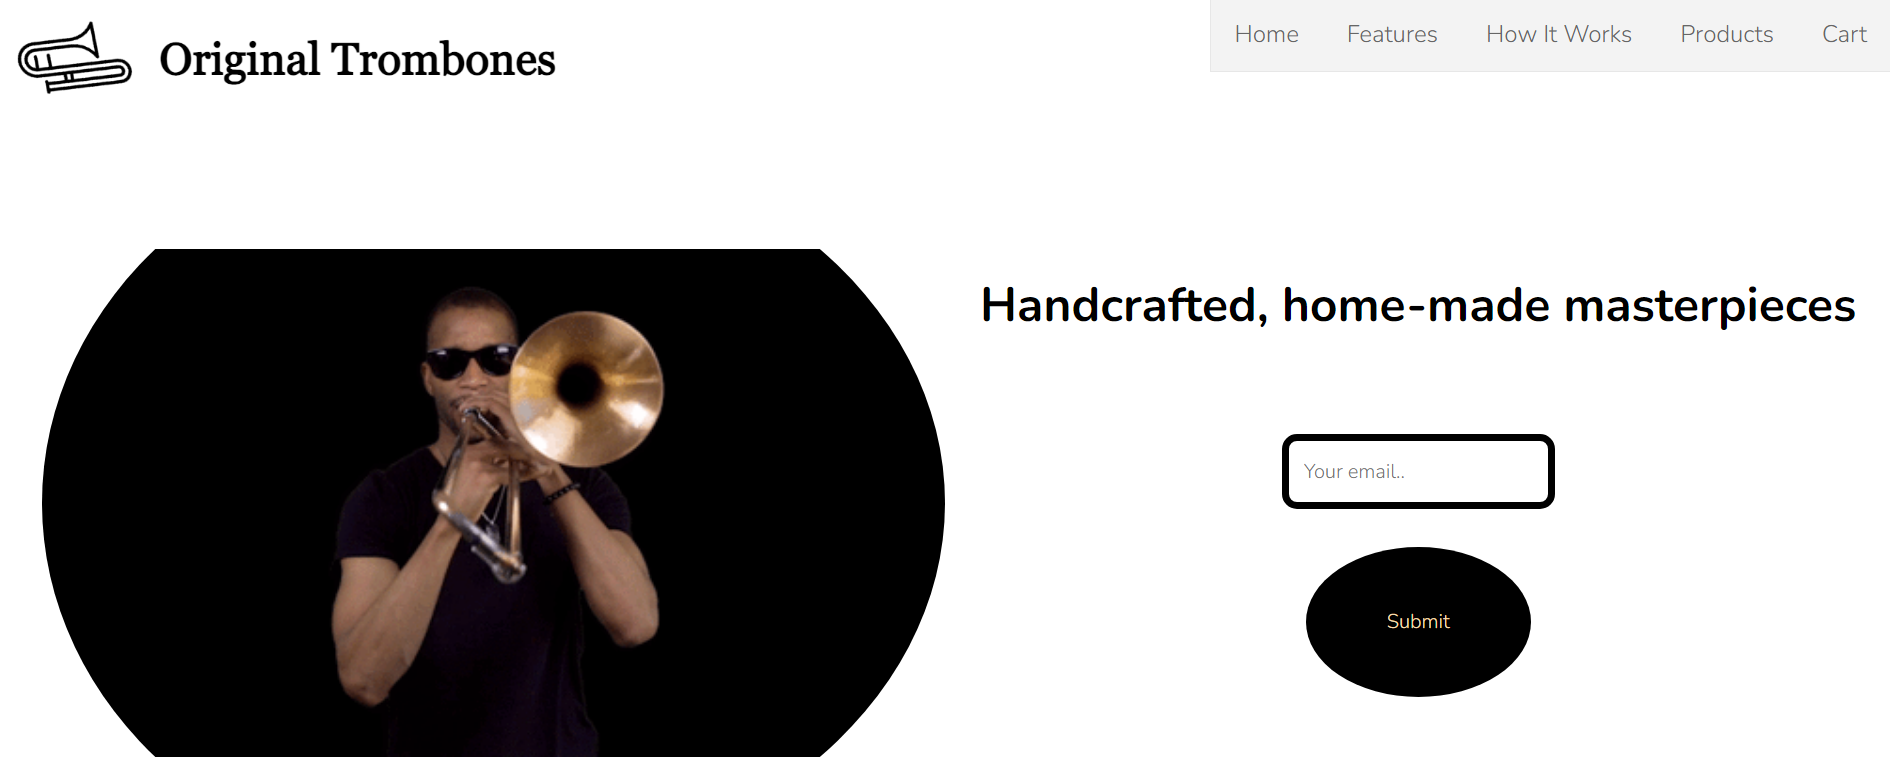 Original Trombones
Home Features How It Works Products Cart
Handcrafted, home-made masterpieces
Your email..
Submit